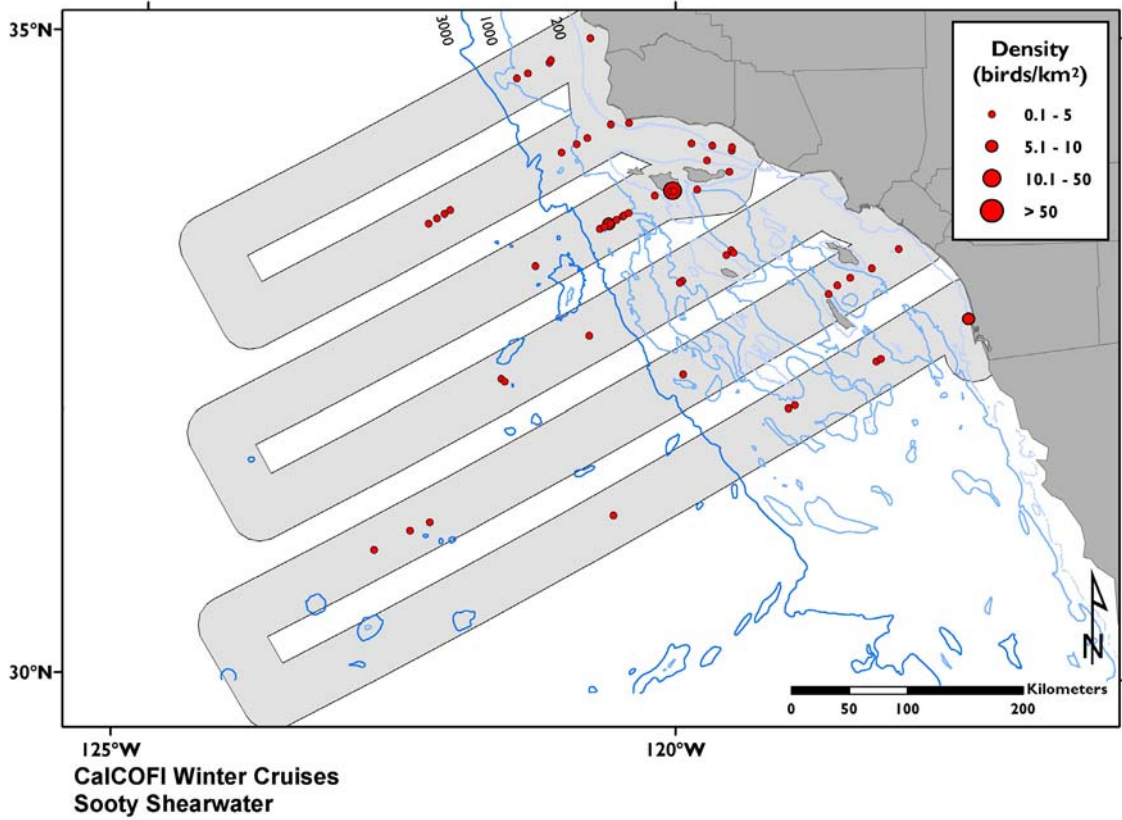 35°N
3000
1000
200
Density
(birds/km²)
0.1 - 5
5.1 - 10
10.1 - 50
> 50
30°N
N
Kilometers
0 50 100 200
125°W
120°W
CalCOFI Winter Cruises
Sooty Shearwater